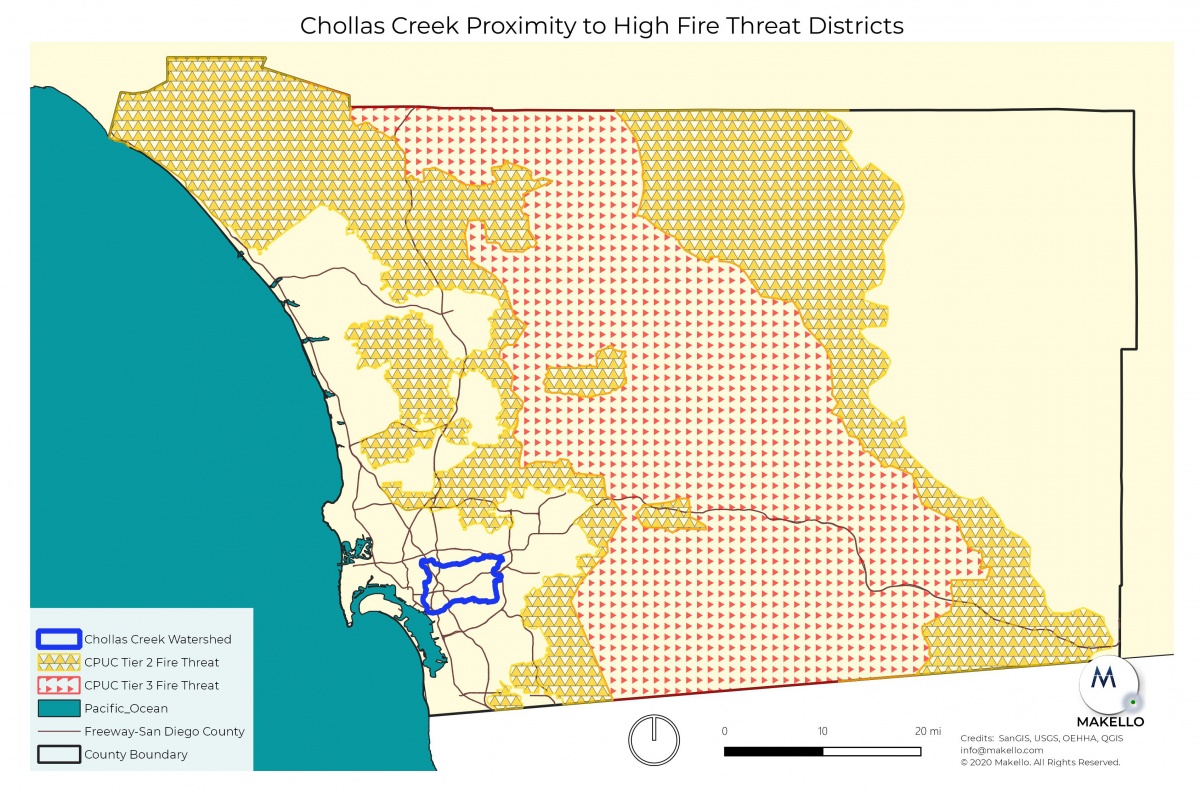 Chollas Creek Proximity to High Fire Threat Districts
Chollas Creek Watershed
CPUC Tier 2 Fire Threat
CPUC Tier 3 Fire Threat
Pacific_Ocean
Freeway-San Diego County
County Boundary
0 10 20 mi
M
MAKELLO
Credits: SanGIS, USGS, OEHHA, QGIS
info@makello.com
© 2020 Makello. All Rights Reserved.